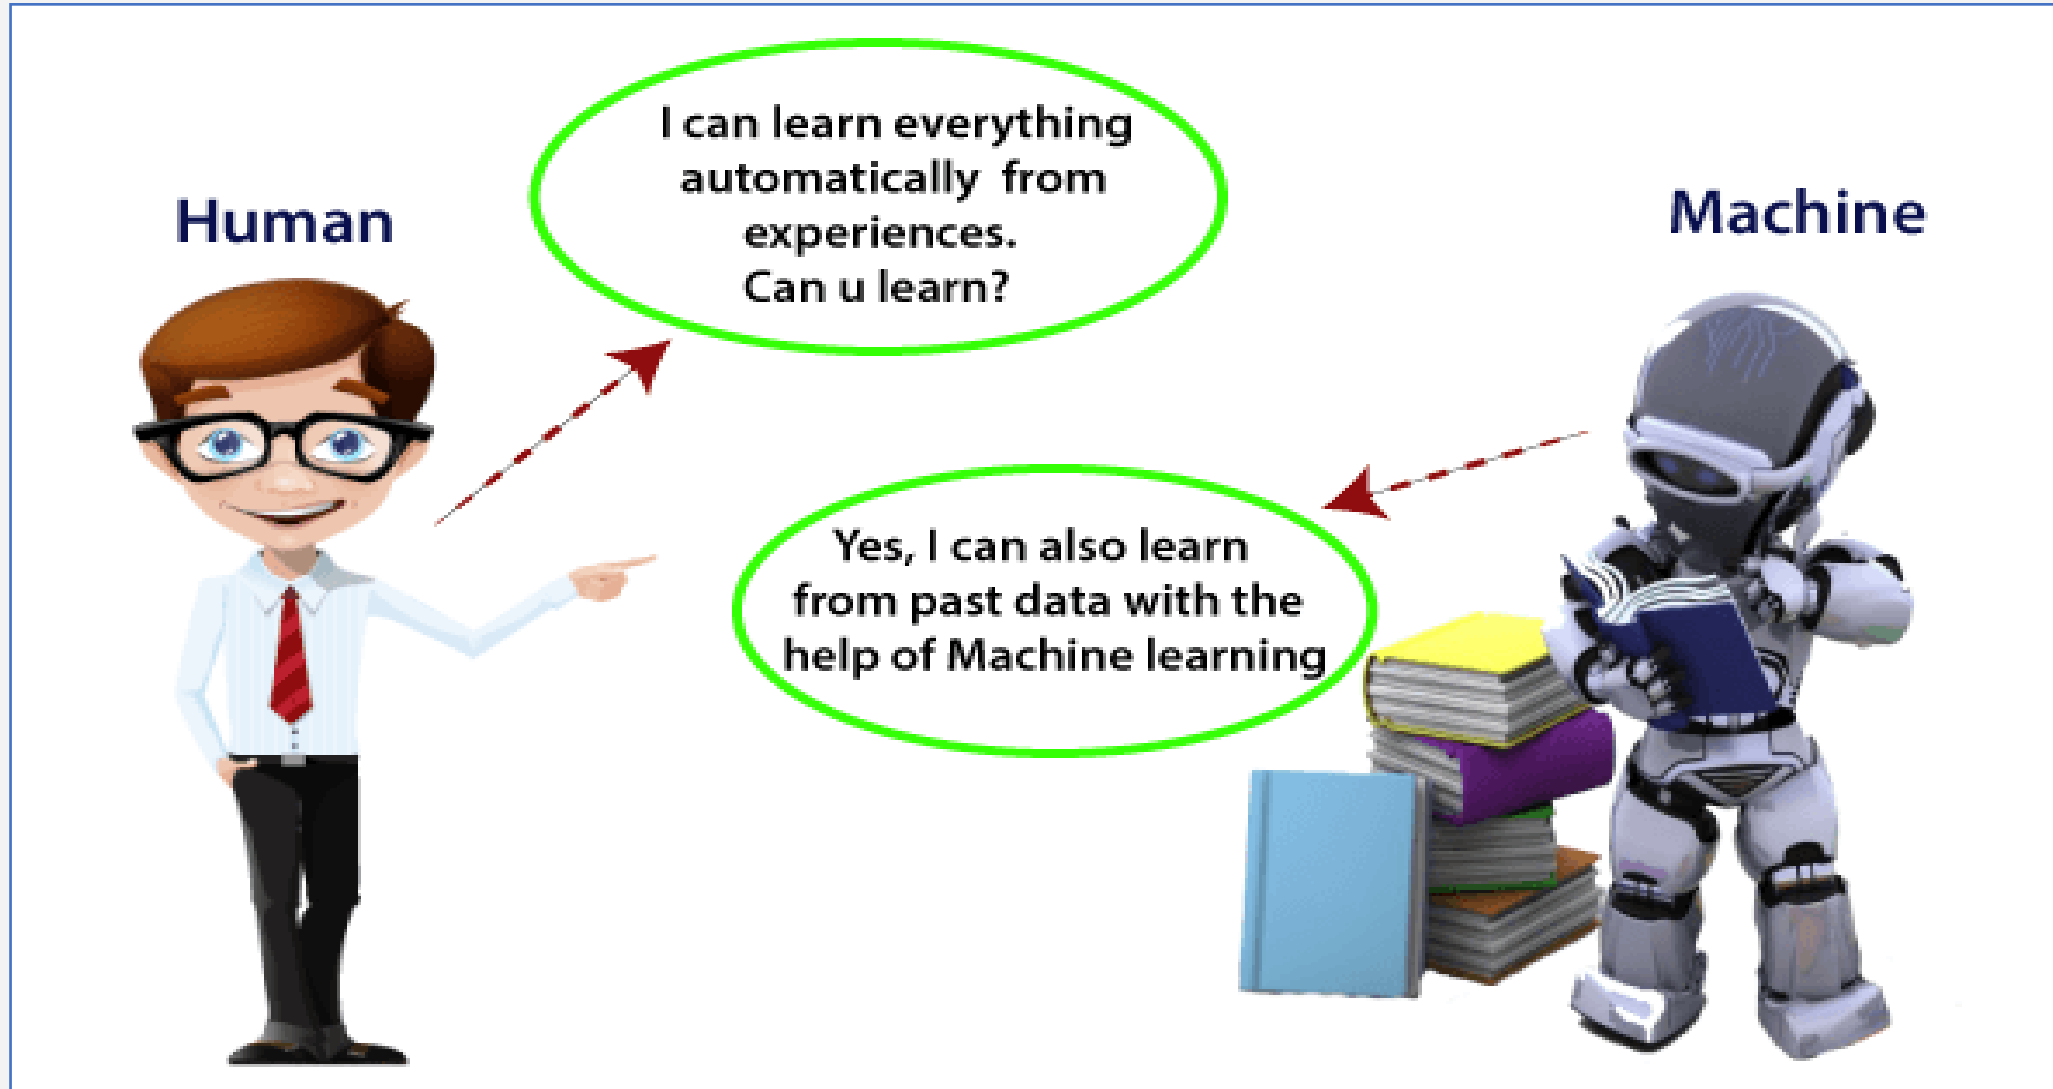 Human
I can learn everything
automatically from
experiences.
Can u learn?
Machine
Yes, I can also learn
from past data with the
help of Machine learning